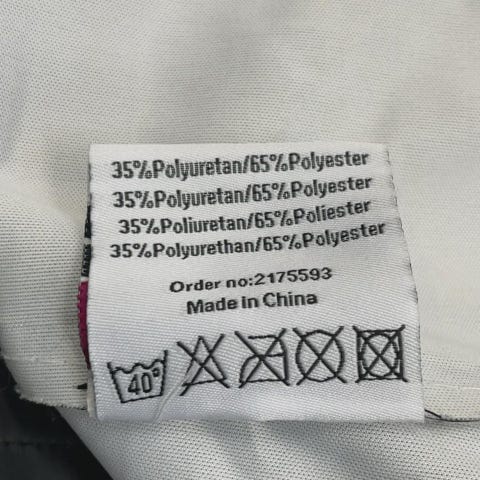 35%Polyuretan/65%Polyester
35%Polyuretan/65%Polyester
35%Poliuretan/65%Poliester
35%Polyurethan/65%Polyester
Order no:2175593
Made in China
40°